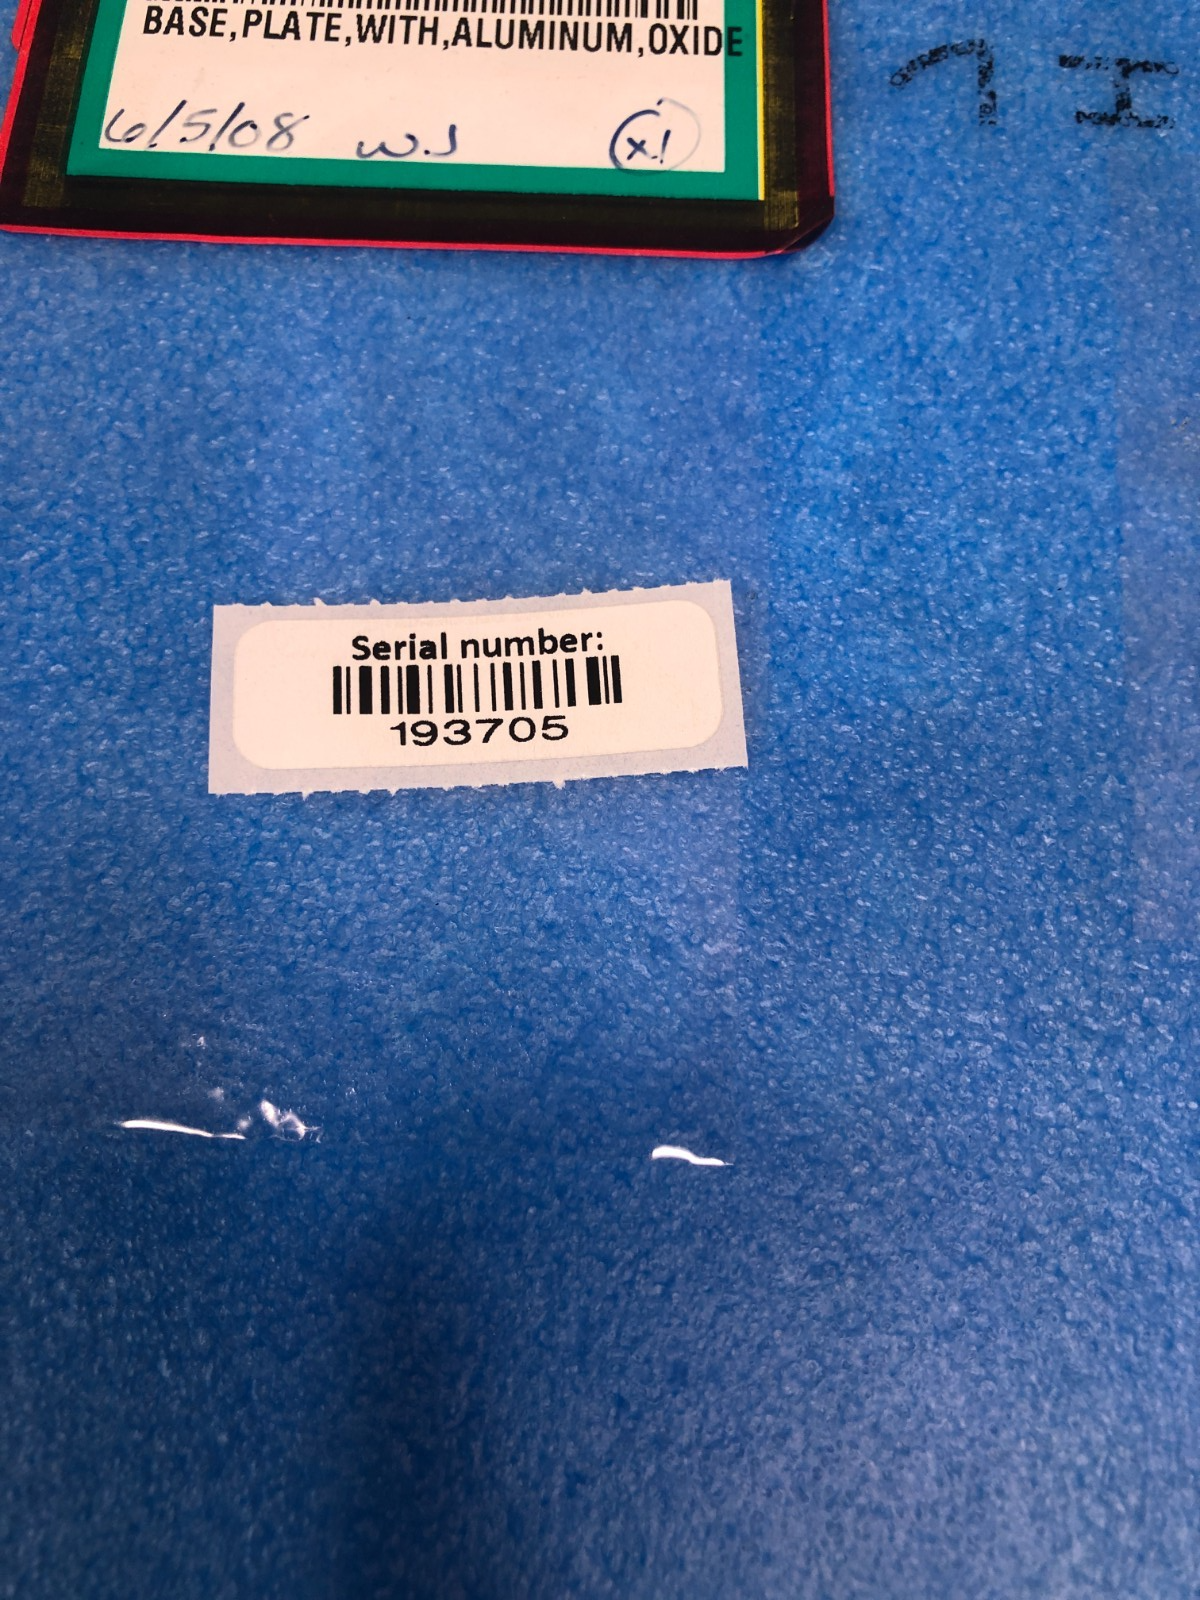 BASE,PLATE,WITH,ALUMINUM,OXIDE
6/5/08 W.J x1
Serial number:
193705